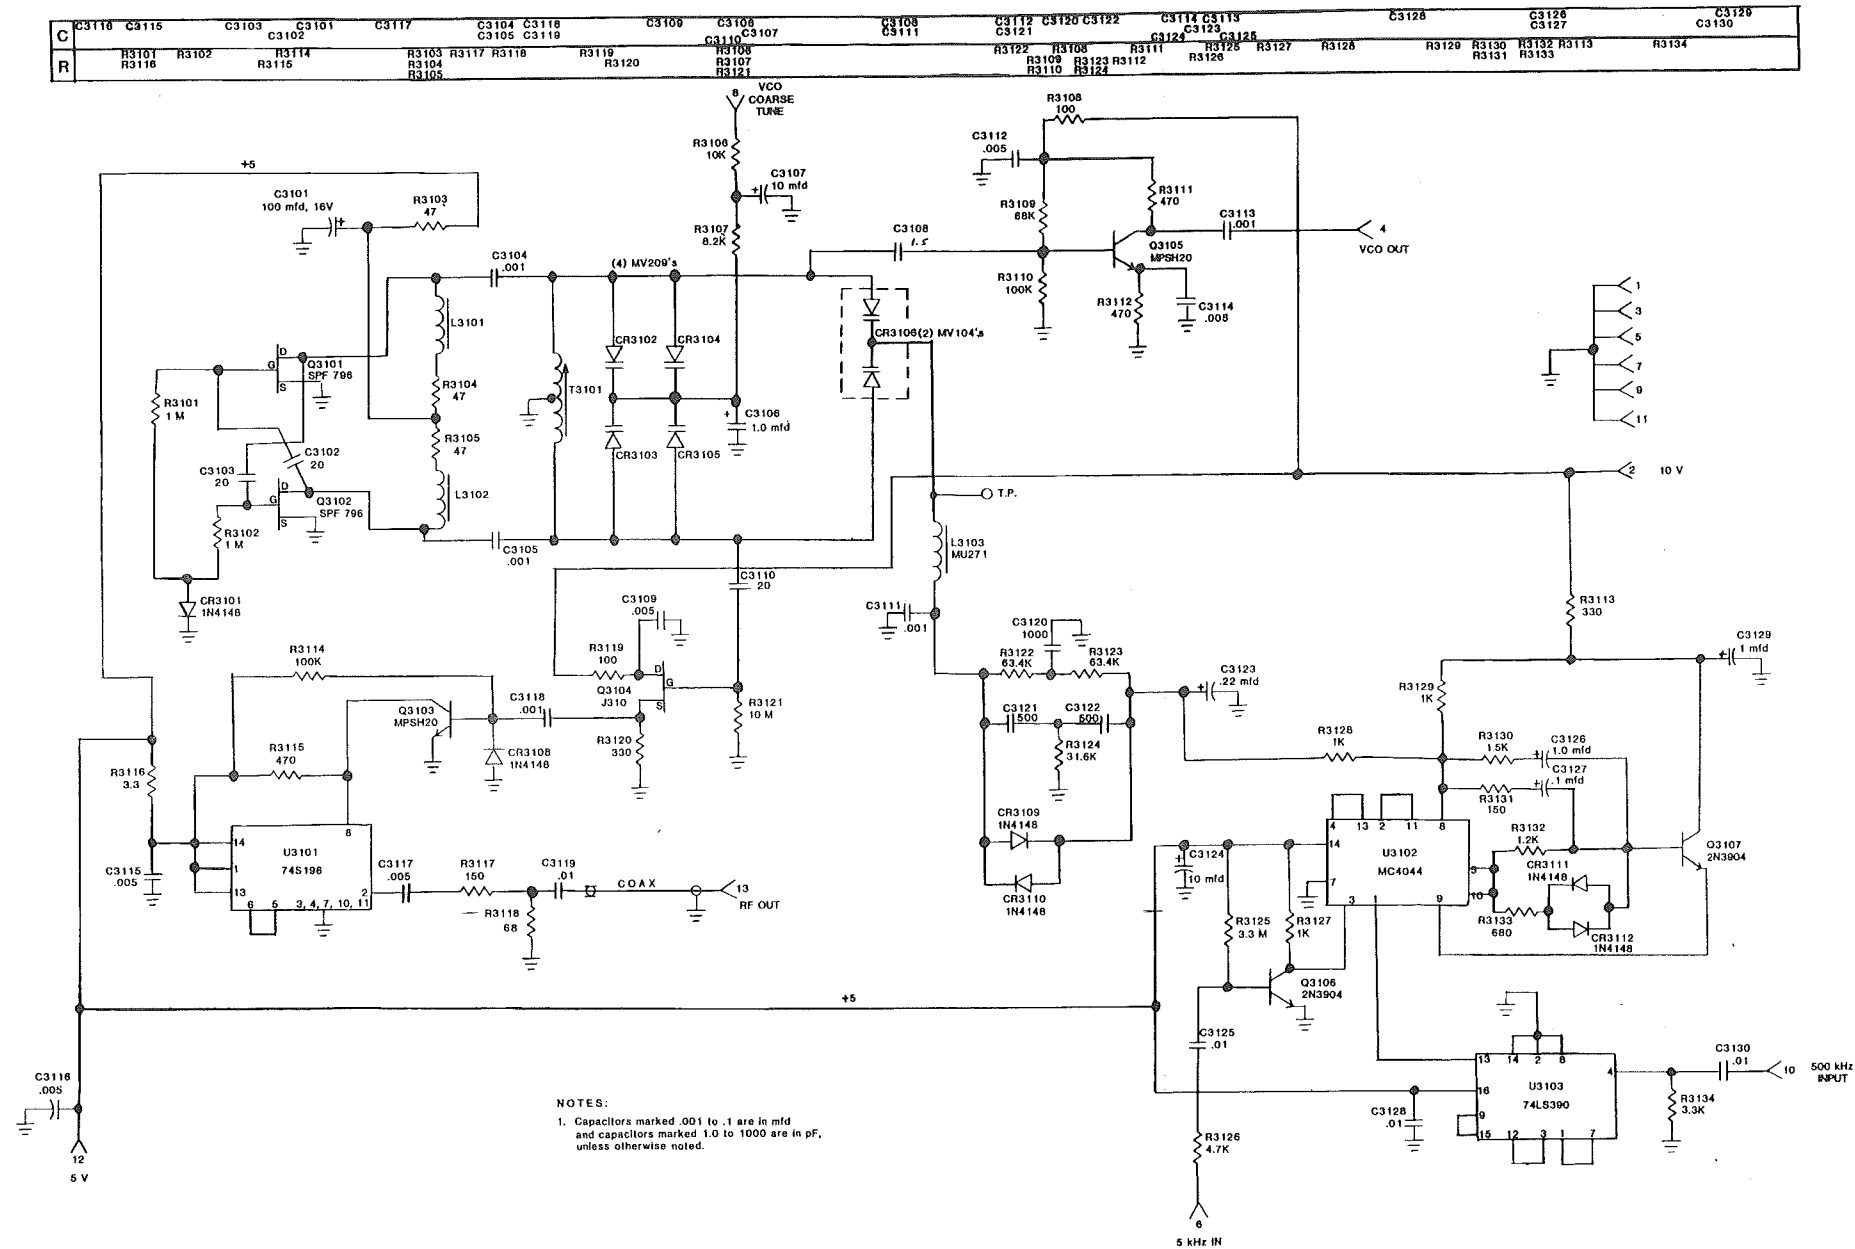 C C3116 C3115 C3103 C3101 C3117 C3104 C3118 C3109 C3106 C3108 C3112 C3120 C3122 C3114 C3113 C3128 C3126 C3129
C3102 C3105 C3119 C3110 C3107 C3111 C3121 C3124 C3123 C3125 C3127 C3130
R R3101 R3102 R3114 R3103 R3117 R3118 R3119 R3106 R3122 R3108 R3111 R3125 R3127 R3128 R3129 R3130 R3132 R3113 R3134
R3116 R3115 R3104 R3120 R3107 R3109 R3123 R3112 R3126 R3131 R3133
R3105 R3121 R3110 R3124
8
VCO
COARSE
TUNE
R3108
100
C3112
.005
R3106
10K
+5
C3107
10 mfd
+
C3101
100 mfd, 16V
+
R3103
47
R3111
470
R3109
68K
C3113
.001
4
VCO OUT
R3107
8.2K
C3108
1.5
Q3105
MPSH20
C3104
.001
(4) MV209's
R3110
100K
R3112
470
C3114
.005
1
3
5
7
9
11
L3101
CR3102
CR3104
CR3106(2) MV104's
D
G
S
Q3101
SPF 796
R3104
47
T3101
R3101
1 M
+
C3106
1.0 mfd
R3105
47
CR3103
CR3105
C3102
20
C3103
20
2
10 V
D
G
S
Q3102
SPF 796
L3102
T.P.
R3102
1 M
C3105
.001
L3103
MU271
C3110
20
CR3101
1N4148
C3109
.005
C3111
.001
R3113
330
C3120
1000
R3114
100K
R3119
100
R3122
63.4K
R3123
63.4K
C3129
1 mfd
+
D
G
S
Q3104
J310
C3123
.22 mfd
+
R3129
1K
Q3103
MPSH20
C3118
.001
R3121
10 M
C3121
500
C3122
500
R3120
330
R3115
470
CR3108
1N4148
R3124
31.6K
R3128
1K
R3130
1.5K
C3126
1.0 mfd
+
C3127
.1 mfd
+
R3116
3.3
R3131
150
CR3109
1N4148
4 13 2 11 8
R3132
1.2K
8
14
1
13
U3101
74S196
2
6 5 3, 4, 7, 10, 11
C3115
.005
+
C3124
10 mfd
14
7
U3102
MC4044
5
10
3 1 9
CR3111
1N4148
Q3107
2N3904
C3117
.005
R3117
150
C3119
.01
COAX
13
RF OUT
CR3110
1N4148
R3118
68
R3125
3.3 M
R3127
1K
R3133
680
CR3112
1N4148
Q3106
2N3904
+5
C3125
.01
13 14 2 8
4
16
9
15
U3103
74LS390
12 3 1 7
C3130
.01
10
500 kHz
INPUT
C3116
.005
C3128
.01
R3134
3.3K
NOTES:
1. Capacitors marked .001 to .1 are in mfd
and capacitors marked 1.0 to 1000 are in pF,
unless otherwise noted.
R3126
4.7K
12
5 V
6
5 kHz IN